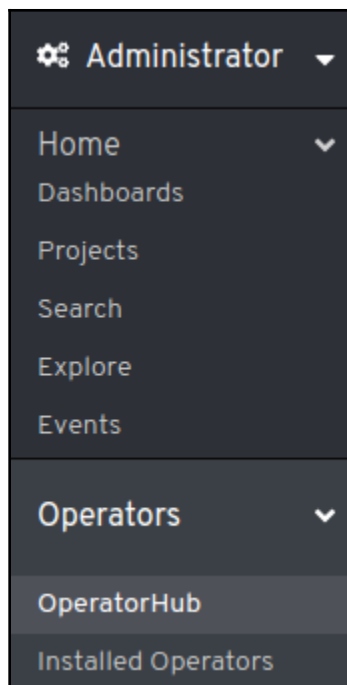 Administrator
Home
Dashboards
Projects
Search
Explore
Events
Operators
OperatorHub
Installed Operators